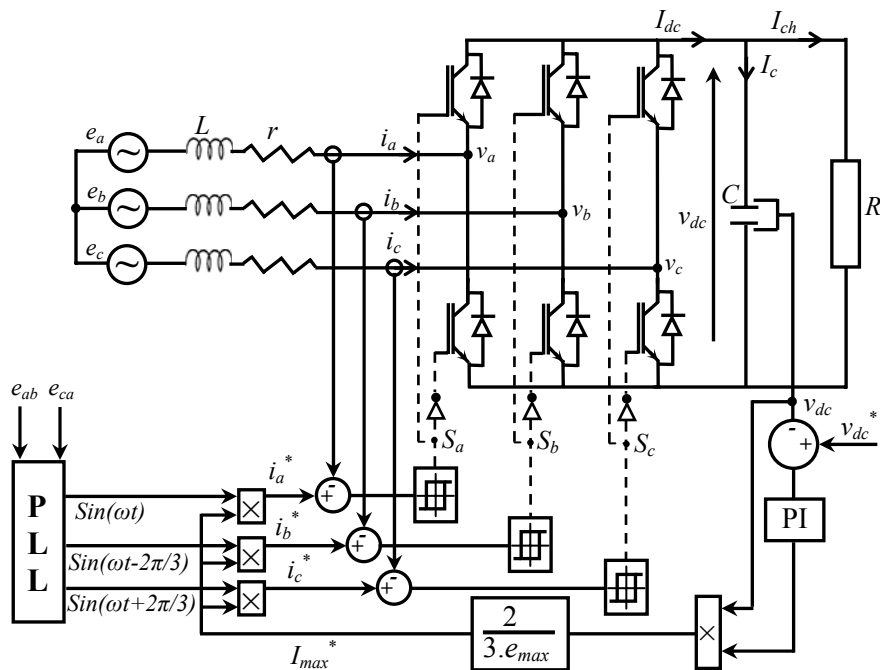 I_dc
I_ch
I_c
e_a
L
r
i_a
v_a
e_b
i_b
v_b
C
R
v_dc
e_c
i_c
v_c
e_ab
e_ca
S_a
S_b
S_c
v_dc
v_dc*
-
+
P
L
L
Sin(ωt)
×
i_a*
+
-
Sin(ωt-2π/3)
×
i_b*
+
-
PI
Sin(ωt+2π/3)
×
i_c*
+
-
I_max*
2
3.e_max
×